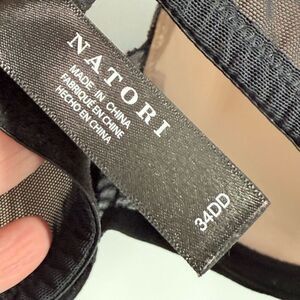 NATORI
MADE IN CHINA
FABRIQUÉ EN CHINE
HECHO EN CHINA
34DD